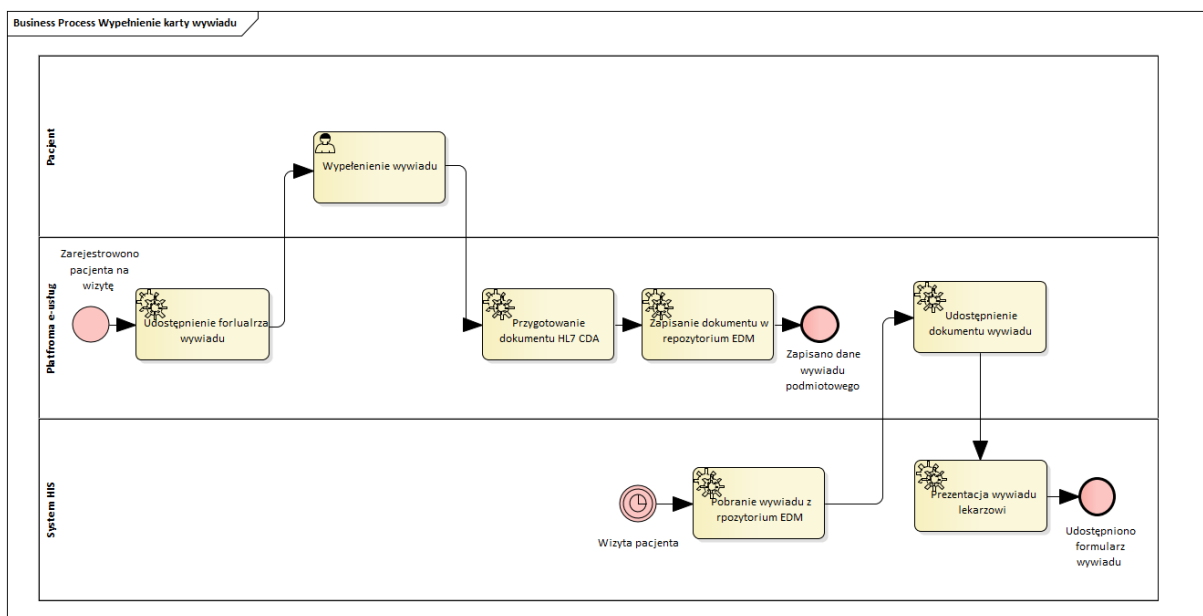 Business Process Wypełnienie karty wywiadu
Pacjent
Wypełenienie wywiadu
Platfroma e-usług
Zarejestrowono
pacjenta na
wizytę
Udostępnienie forlualrza
wywiadu
Przygotowanie
dokumentu HL7 CDA
Zapisanie dokumentu w
repozytorium EDM
Zapisano dane
wywiadu
podmiotowego
Udostępnienie
dokumentu wywiadu
System HIS
Wizyta pacjenta
Pobranie wywiadu z
rpozytorium EDM
Prezentacja wywiadu
lekarzowi
Udostępniono
formularz
wywiadu